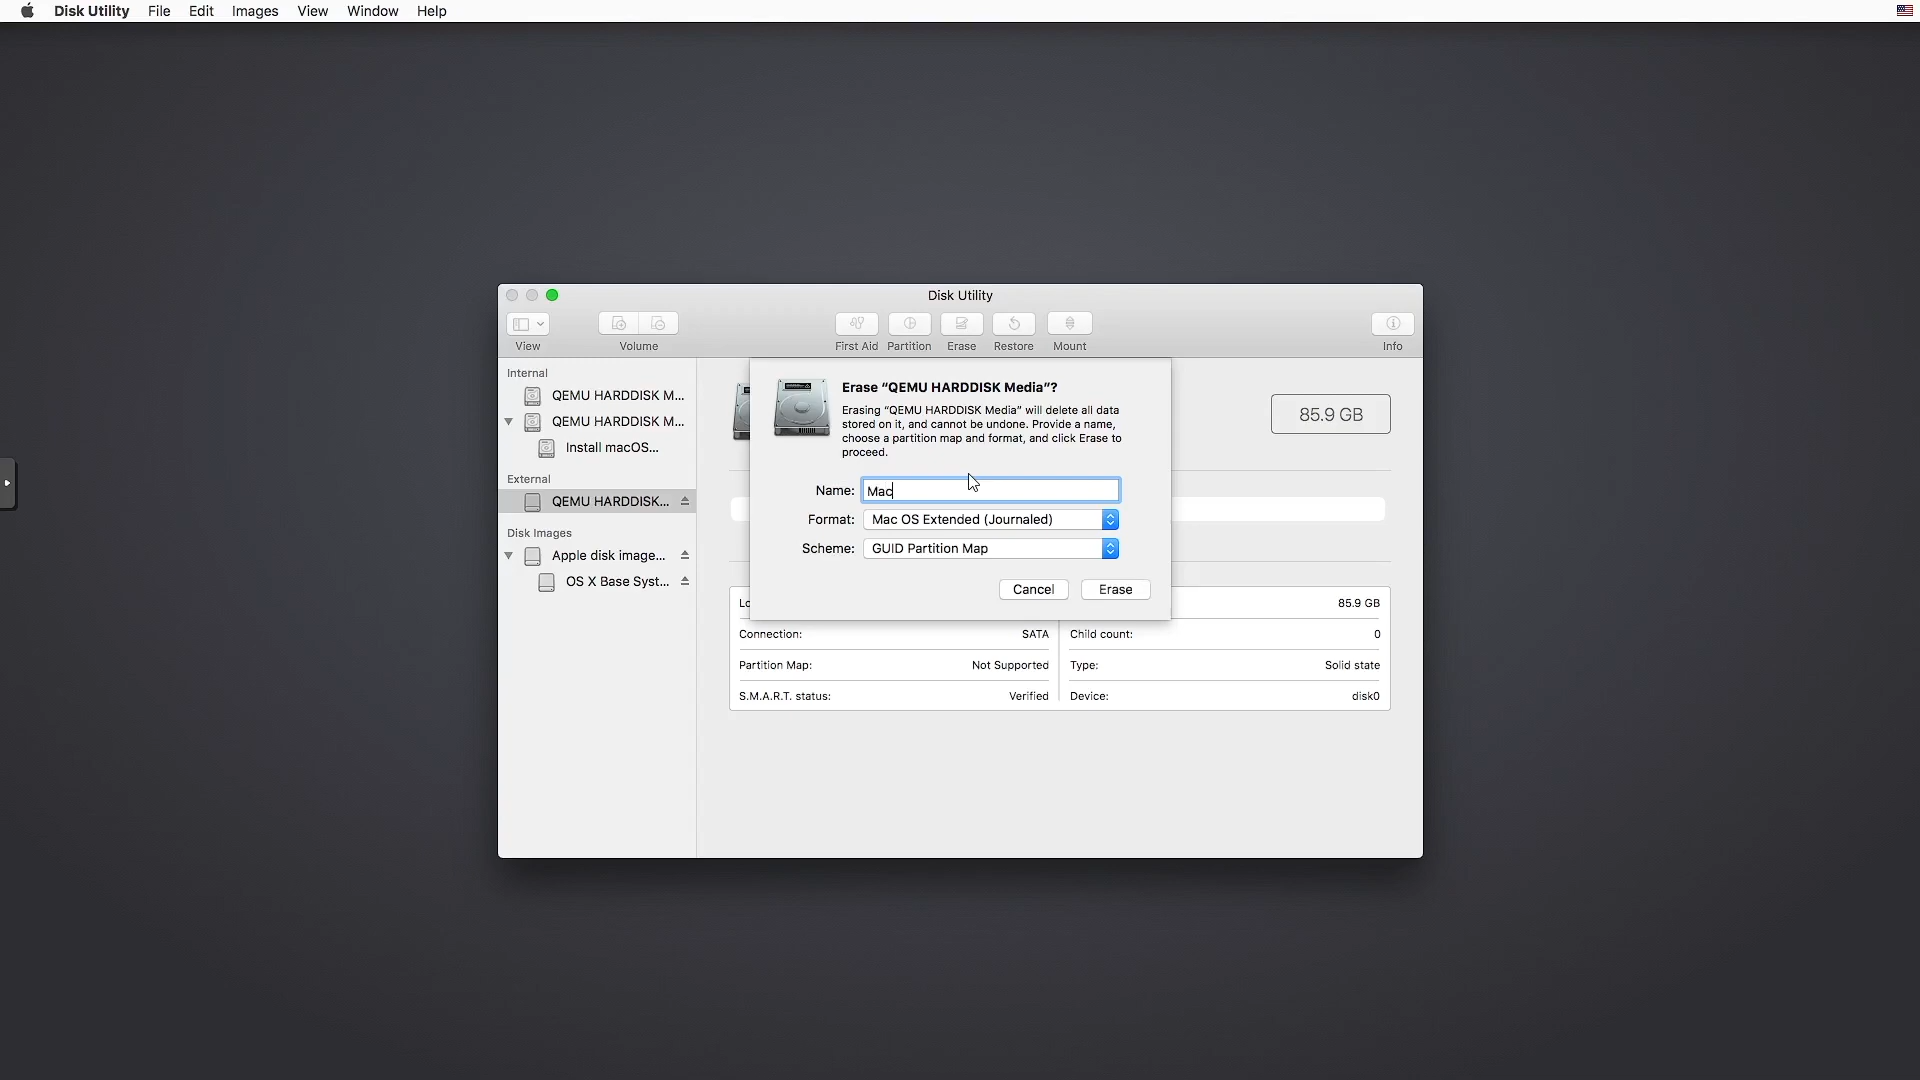 Disk Utility File Edit Images View Window Help
Disk Utility
View Volume First Aid Partition Erase Restore Mount Info
Internal
QEMU HARDDISK M...
QEMU HARDDISK M...
Install macOS...
External
QEMU HARDDISK...
Disk Images
Apple disk image...
OS X Base Syst...
Erase “QEMU HARDDISK Media”?
Erasing “QEMU HARDDISK Media” will delete all data
stored on it, and cannot be undone. Provide a name,
choose a partition map and format, and click Erase to
proceed.
Name: Mac
Format: Mac OS Extended (Journaled)
Scheme: GUID Partition Map
Cancel Erase
85.9 GB
Lo 85.9 GB
Connection: SATA Child count: 0
Partition Map: Not Supported Type: Solid state
S.M.A.R.T. status: Verified Device: disk0